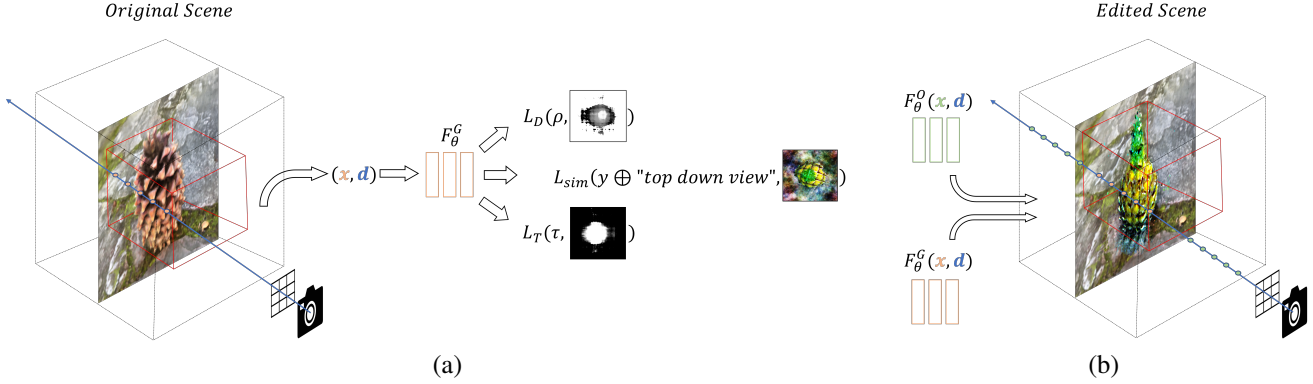 Original Scene
Edited Scene
L_D(ρ, )
F_θ^G
(x, d)
L_sim(y ⊕ "top down view", )
L_T(τ, )
F_θ^O(x, d)
F_θ^G(x, d)
(a)
(b)